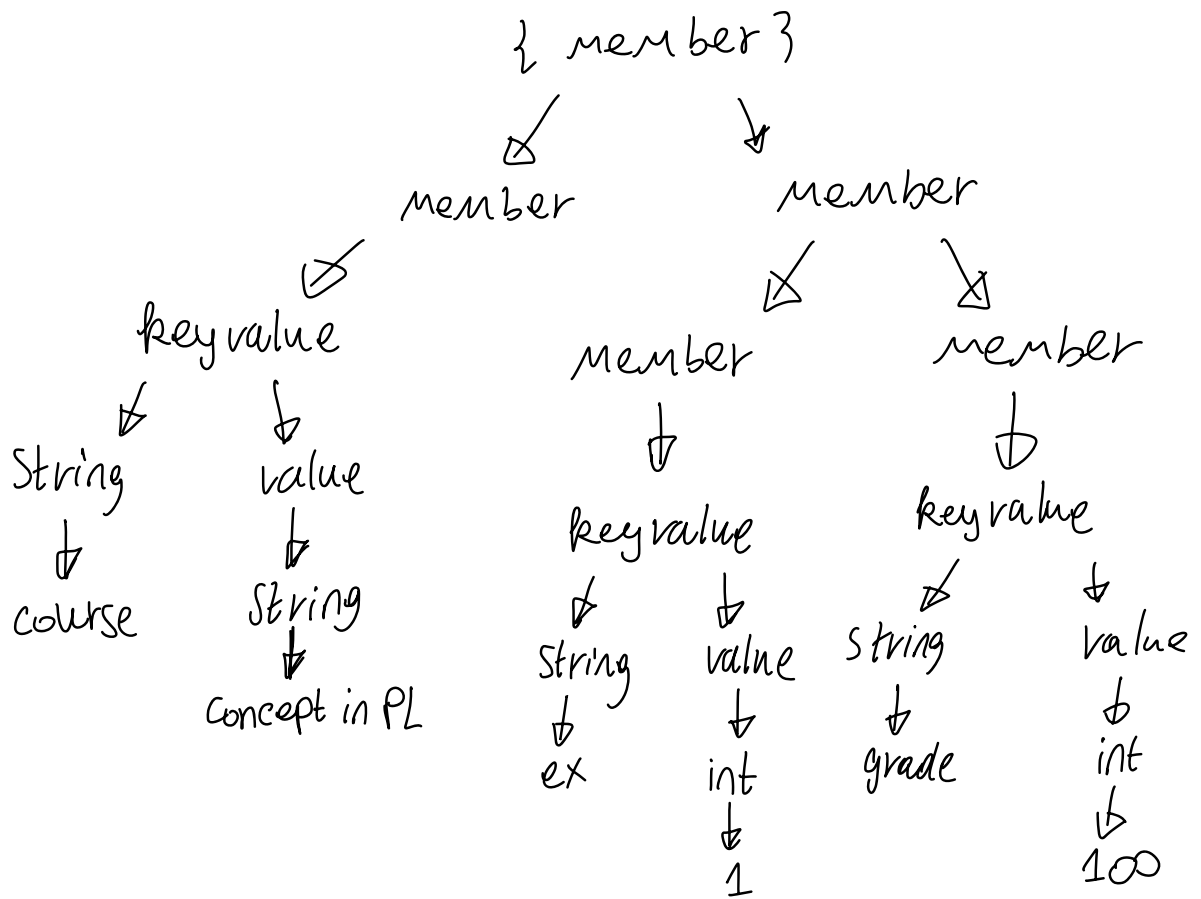 { member }
member member
keyvalue member member
String value keyvalue keyvalue
course String string value
concept in PL String value int
ex int grade 100
1